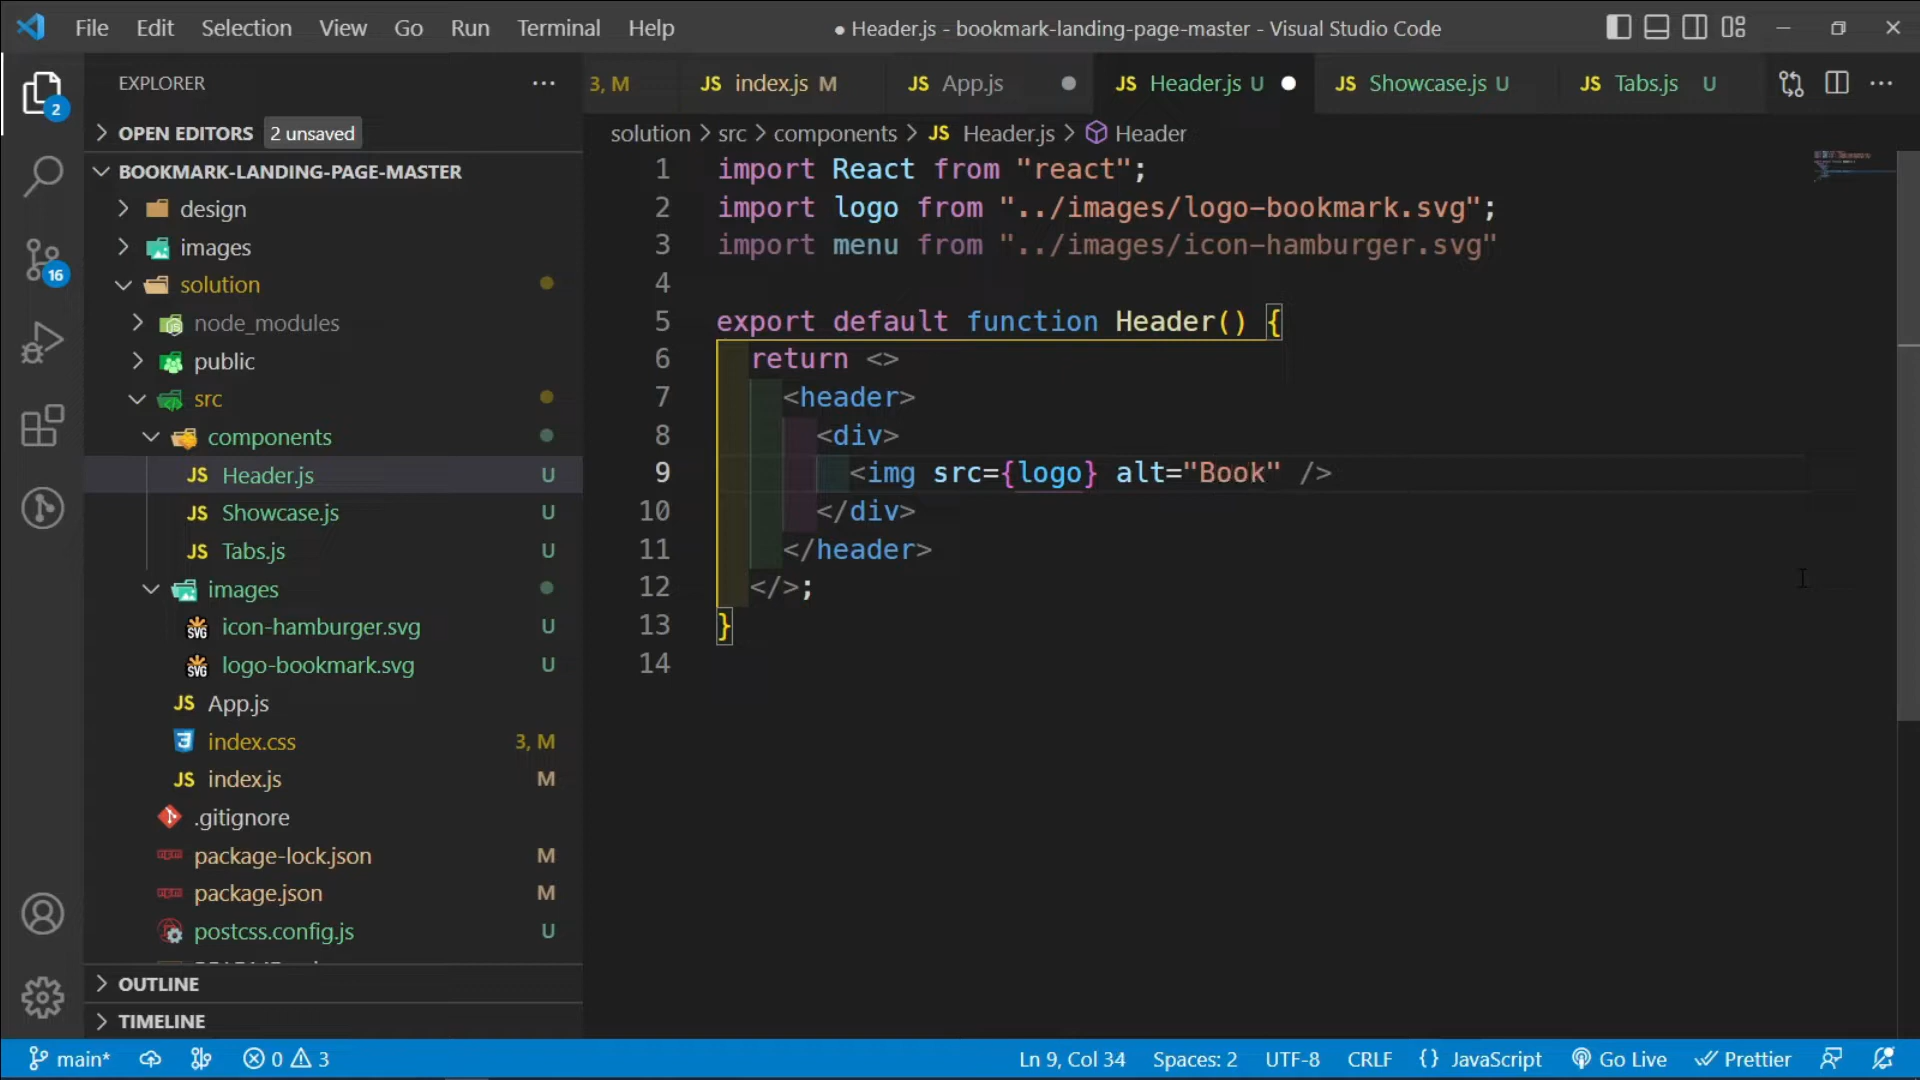 File Edit Selection View Go Run Terminal Help
● Header.js - bookmark-landing-page-master - Visual Studio Code
EXPLORER
3, M
JS index.js M
JS App.js
JS Header.js U
JS Showcase.js U
JS Tabs.js U
2
OPEN EDITORS 2 unsaved
solution > src > components > JS Header.js > Header
BOOKMARK-LANDING-PAGE-MASTER
design
images
solution
node_modules
public
src
components
JS Header.js U
JS Showcase.js U
JS Tabs.js U
images
SVG icon-hamburger.svg U
SVG logo-bookmark.svg U
JS App.js
index.css 3, M
JS index.js M
.gitignore
package-lock.json M
package.json M
postcss.config.js U
OUTLINE
TIMELINE
16
1 import React from "react";
2 import logo from "../images/logo-bookmark.svg";
3 import menu from "../images/icon-hamburger.svg"
4
5 export default function Header() {
6 return <>
7 <header>
8 <div>
9 <img src={logo} alt="Book" />
10 </div>
11 </header>
12 </>;
13 }
14
main* 0 3 Ln 9, Col 34 Spaces: 2 UTF-8 CRLF {} JavaScript Go Live Prettier